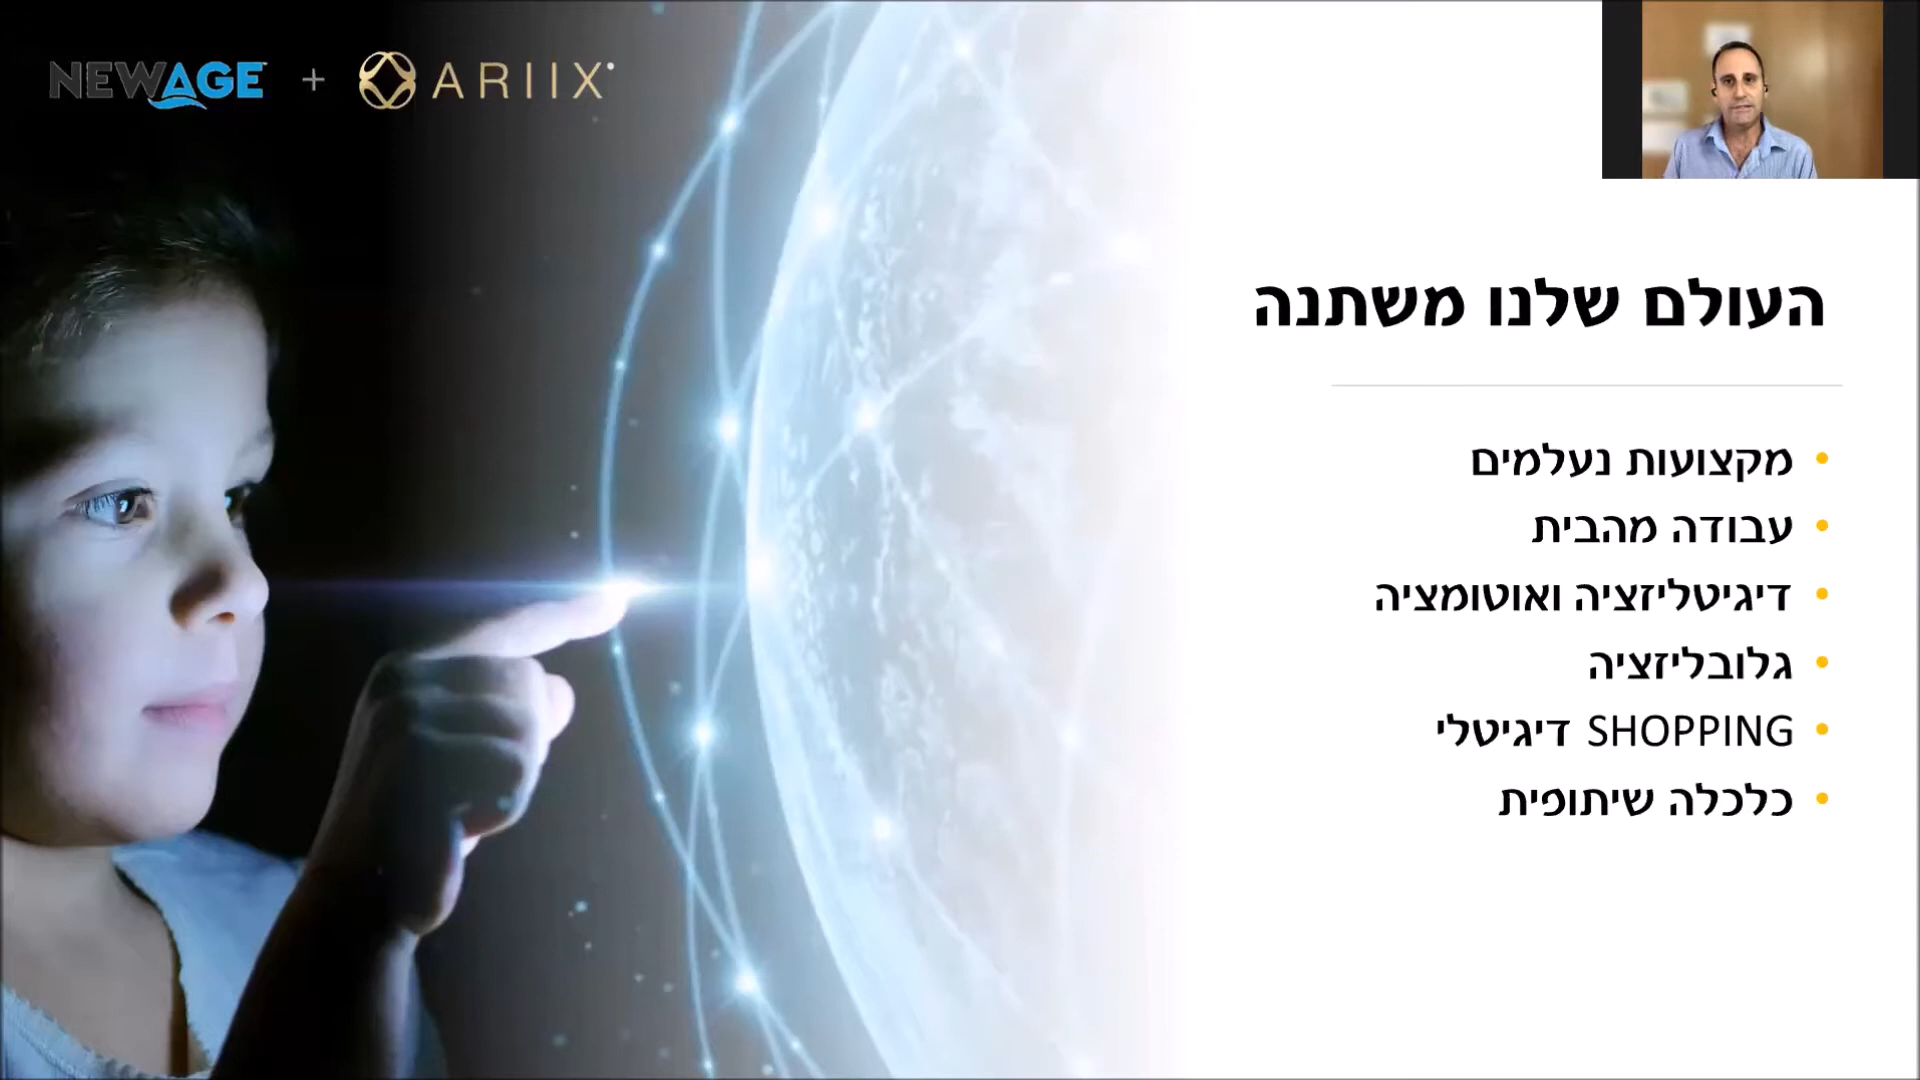 NEWAGE + ARIIX
העולם שלנו משתנה
• מקצועות נעלמים
• עבודה מהבית
• דיגיטליזציה ואוטומציה
• גלובליזציה
• SHOPPING דיגיטלי
• כלכלה שיתופית